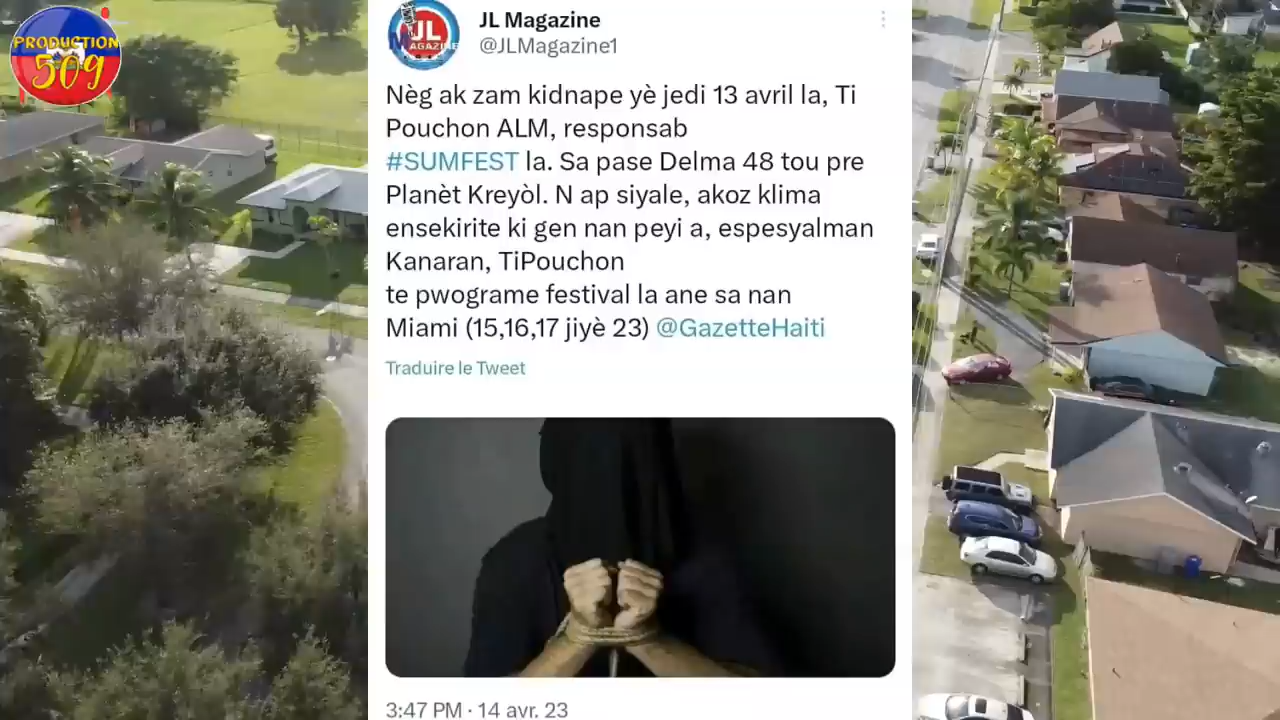 PRODUCTION
509
JL
MAGAZINE
JL Magazine
@JLMagazine1
Nèg ak zam kidnape yè jedi 13 avril la, Ti
Pouchon ALM, responsab
#SUMFEST la. Sa pase Delma 48 tou pre
Planèt Kreyòl. N ap siyale, akoz klima
ensekirite ki gen nan peyi a, espesyalman
Kanaran, TiPouchon
te pwograme festival la ane sa nan
Miami (15,16,17 jiyè 23) @GazetteHaiti
Traduire le Tweet
3:47 PM · 14 avr. 23